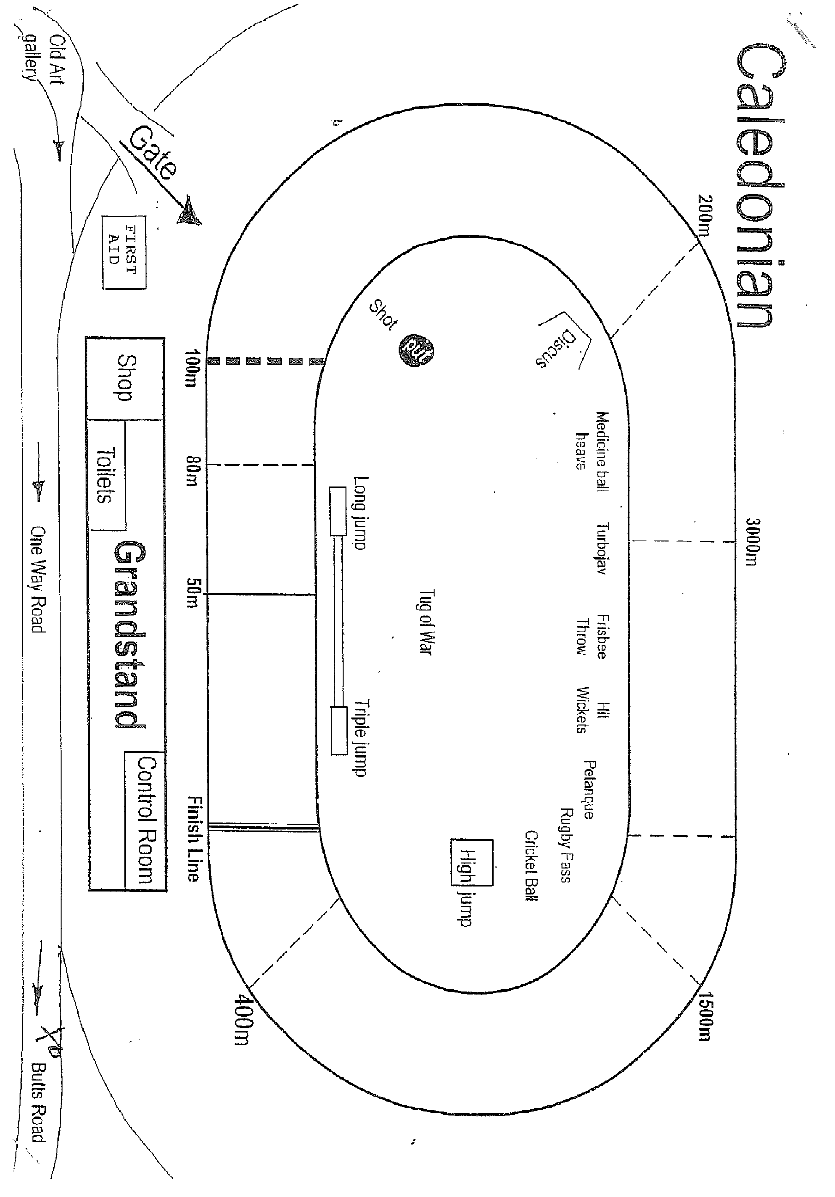 Caledonian
200m
3000m
1500m
Discus
Medicine ball
heave
Turbojav
Frisbee
Throw
Hit
Wickets
Petanque
Rugby Pass
Cricket Ball
High jump
Shot
put
Tug of War
Long jump
Triple jump
100m
80m
50m
Finish Line
400m
Gate
FIRST
AID
Shop
Toilets
Grandstand
Control Room
Old Art
gallery
One Way Road
Butts Road